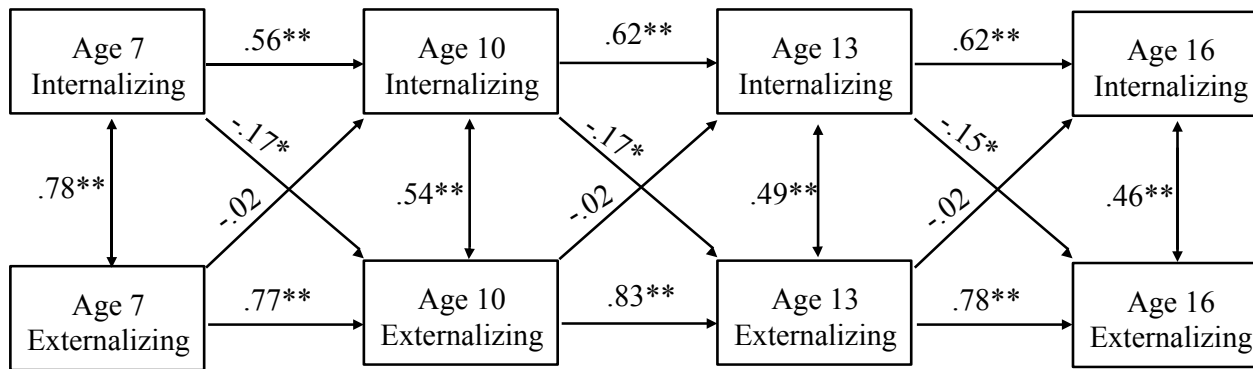 Age 7
Internalizing
.56**
Age 10
Internalizing
.62**
Age 13
Internalizing
.62**
Age 16
Internalizing
.78**
-.17*
-.02
.54**
-.17*
-.02
.49**
-.15*
-.02
.46**
Age 7
Externalizing
.77**
Age 10
Externalizing
.83**
Age 13
Externalizing
.78**
Age 16
Externalizing